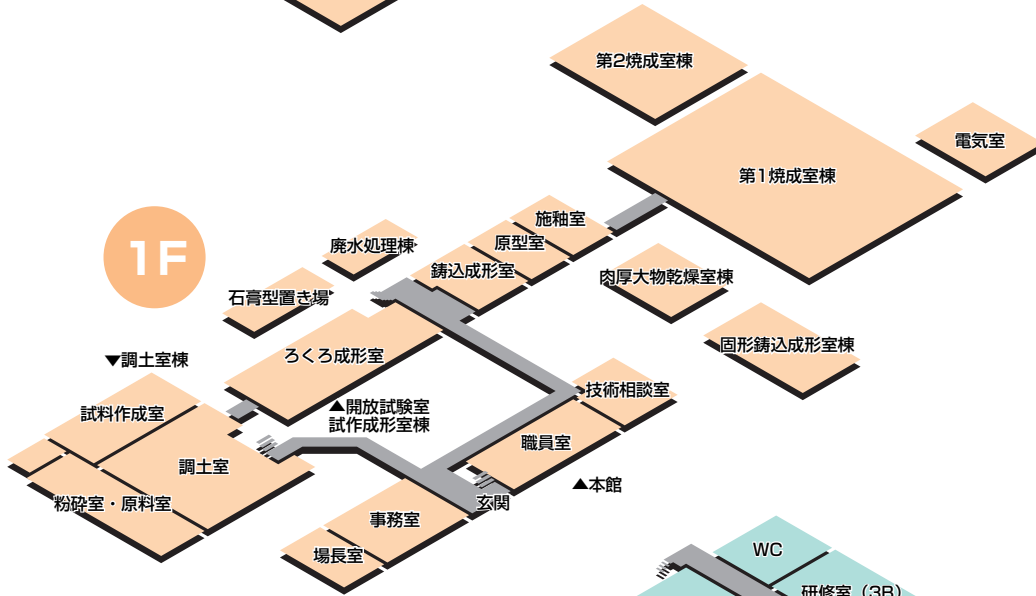 第2焼成室棟
電気室
第1焼成室棟
施釉室
原型室
廃水処理棟
1F
鋳込成形室
肉厚大物乾燥室棟
石膏型置き場
固形鋳込成形室棟
ろくろ成形室
▼調土室棟
技術相談室
▲開放試験室
試作成形室棟
試料作成室
職員室
調土室
▲本館
粉砕室・原料室
玄関
事務室
場長室
WC
研修室（3B）